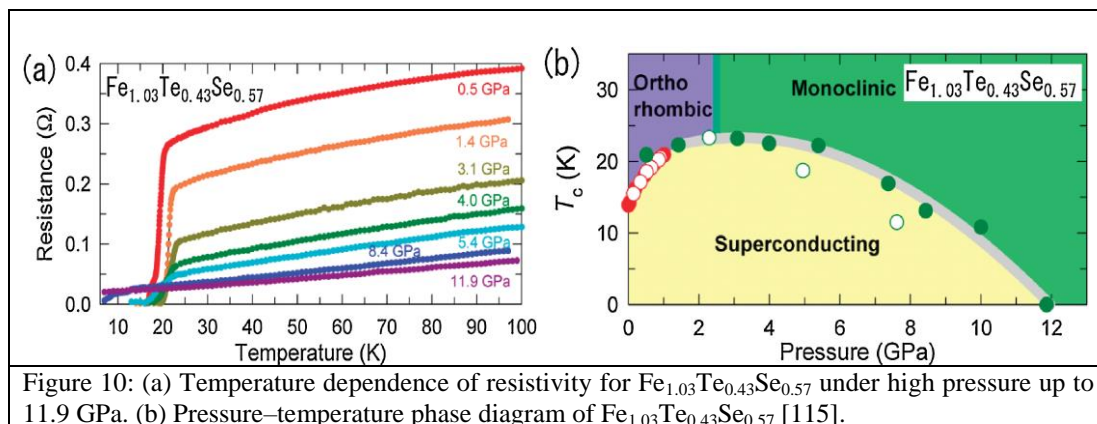 (a)
Fe₁.₀₃Te₀.₄₃Se₀.₅₇
0.5 GPa
1.4 GPa
3.1 GPa
4.0 GPa
5.4 GPa
8.4 GPa
11.9 GPa
Resistance (Ω)
0.4
0.3
0.2
0.1
0.0
10 20 30 40 50 60 70 80 90 100
Temperature (K)
(b)
Ortho
rhombic
Monoclinic
Fe₁.₀₃Te₀.₄₃Se₀.₅₇
Superconducting
Tc (K)
30
20
10
0
0 2 4 6 8 10 12
Pressure (GPa)
Figure 10: (a) Temperature dependence of resistivity for Fe₁.₀₃Te₀.₄₃Se₀.₅₇ under high pressure up to
11.9 GPa. (b) Pressure–temperature phase diagram of Fe₁.₀₃Te₀.₄₃Se₀.₅₇ [115].